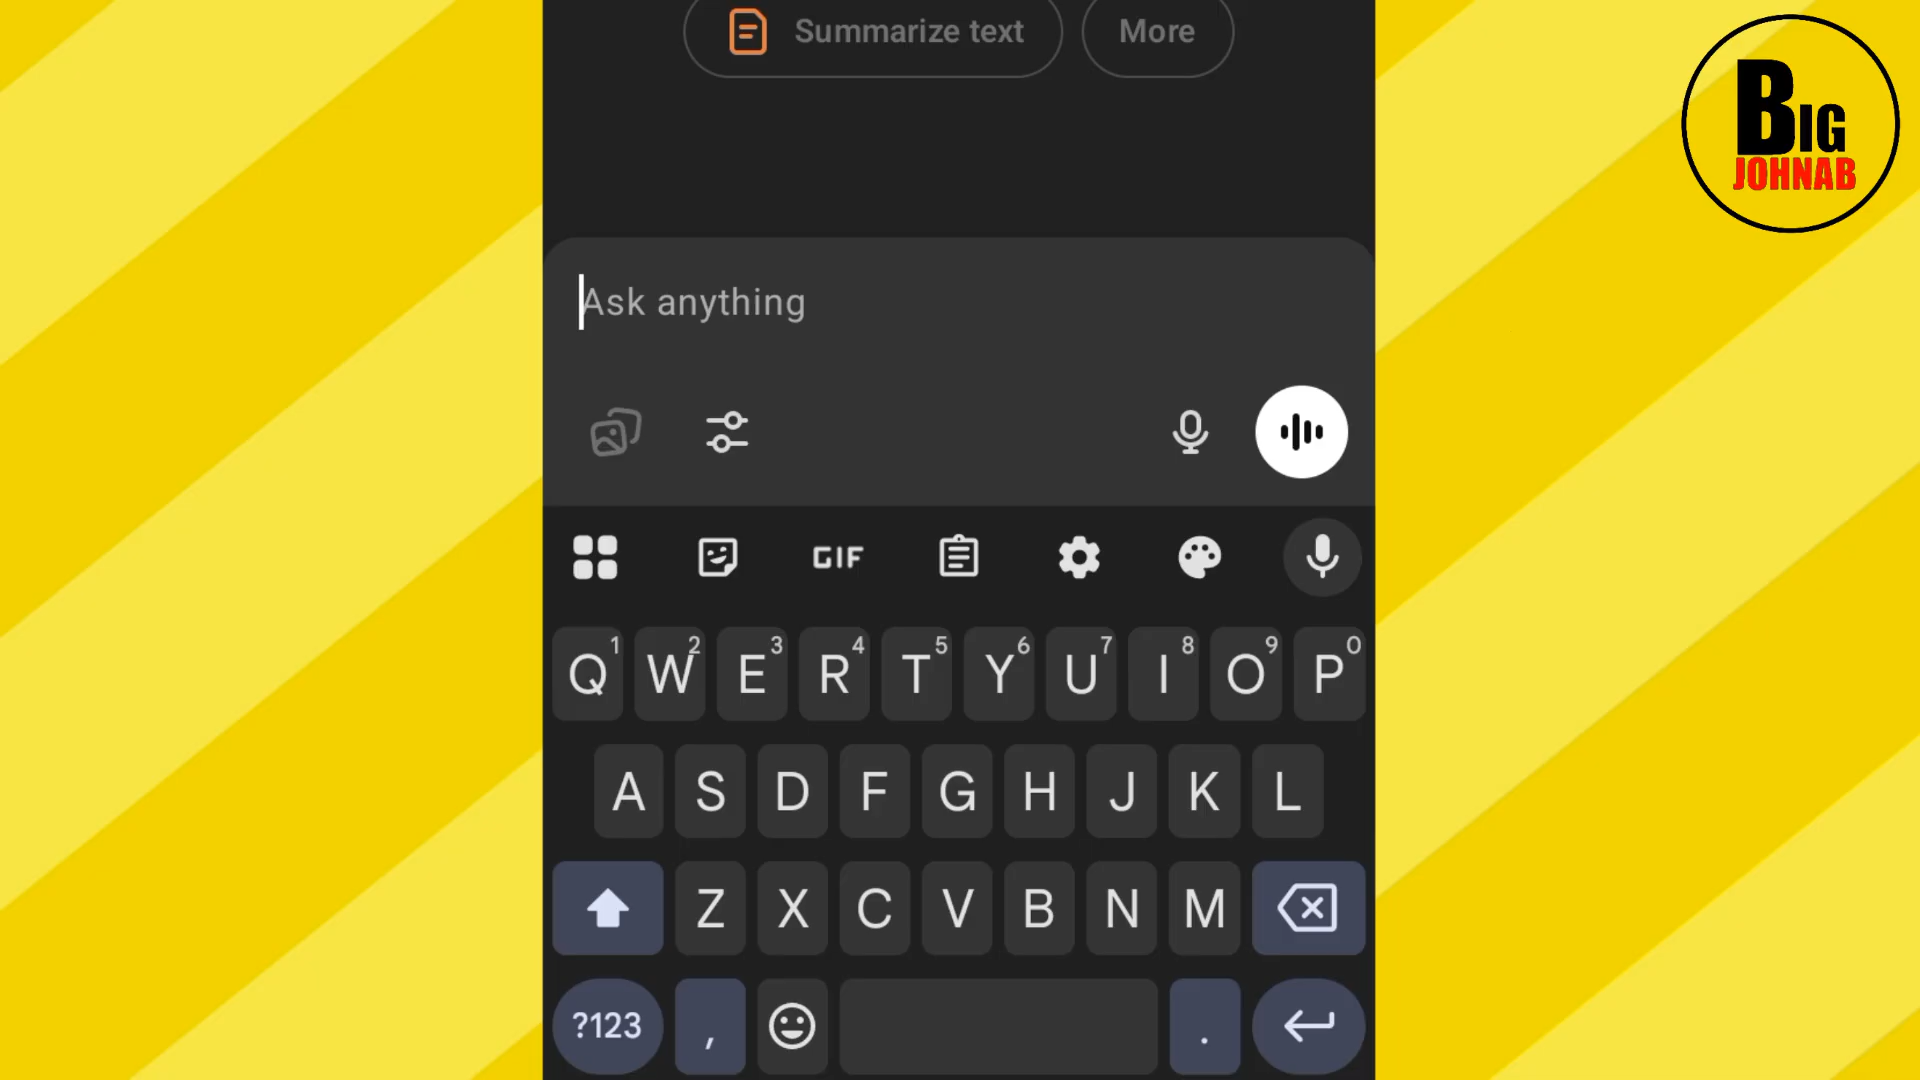 Summarize text More
BIG
JOHNAB
Ask anything
GIF
Q1 W2 E3 R4 T5 Y6 U7 I8 O9 P0
A S D F G H J K L
Z X C V B N M
?123 , .